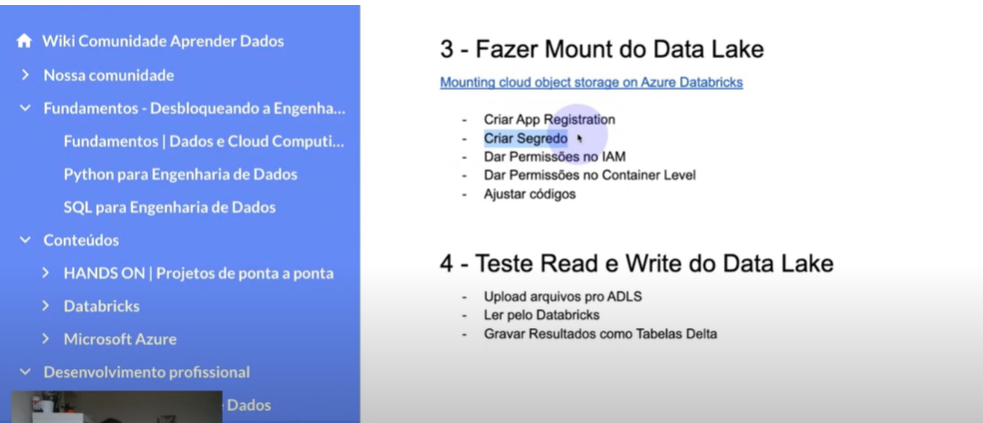 Wiki Comunidade Aprender Dados
Nossa comunidade
Fundamentos - Desbloqueando a Engenha...
Fundamentos | Dados e Cloud Computi...
Python para Engenharia de Dados
SQL para Engenharia de Dados
Conteúdos
HANDS ON | Projetos de ponta a ponta
Databricks
Microsoft Azure
Desenvolvimento profissional
Dados
3 - Fazer Mount do Data Lake
Mounting cloud object storage on Azure Databricks
- Criar App Registration
- Criar Segredo
- Dar Permissões no IAM
- Dar Permissões no Container Level
- Ajustar códigos
4 - Teste Read e Write do Data Lake
- Upload arquivos pro ADLS
- Ler pelo Databricks
- Gravar Resultados como Tabelas Delta